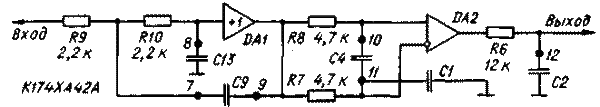 Вход
R9
2,2 к
R10
2,2 к
8
C13
+1
DA1
R8
4,7 к
10
C4
11
DA2
R6
12 к
Выход
12
C2
К174ХА42А
7
C9
9
R7
4,7 к
C1